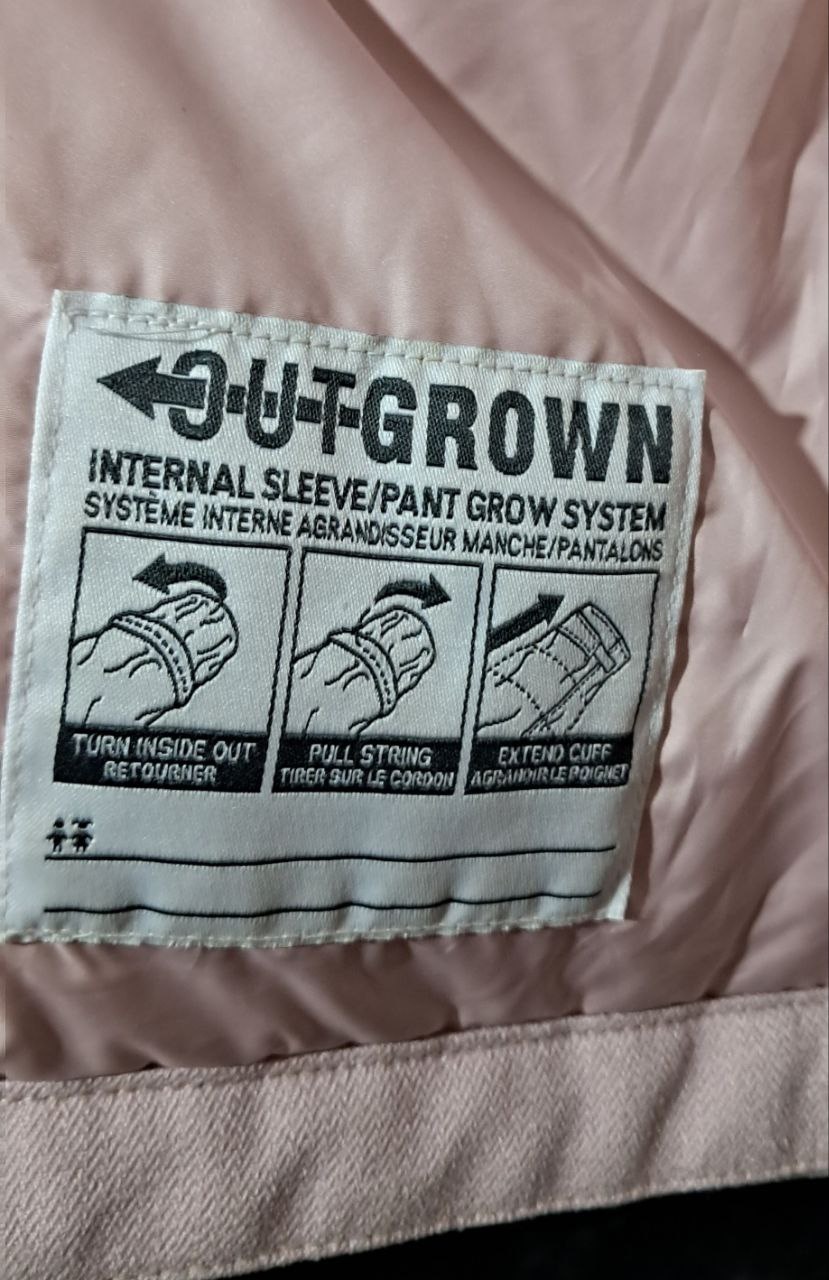 OUTGROWN
INTERNAL SLEEVE/PANT GROW SYSTEM
SYSTÈME INTERNE AGRANDISSEUR MANCHE/PANTALONS
TURN INSIDE OUT
RETOURNER
PULL STRING
TIRER SUR LE CORDON
EXTEND CUFF
AGRANDIR LE POIGNET